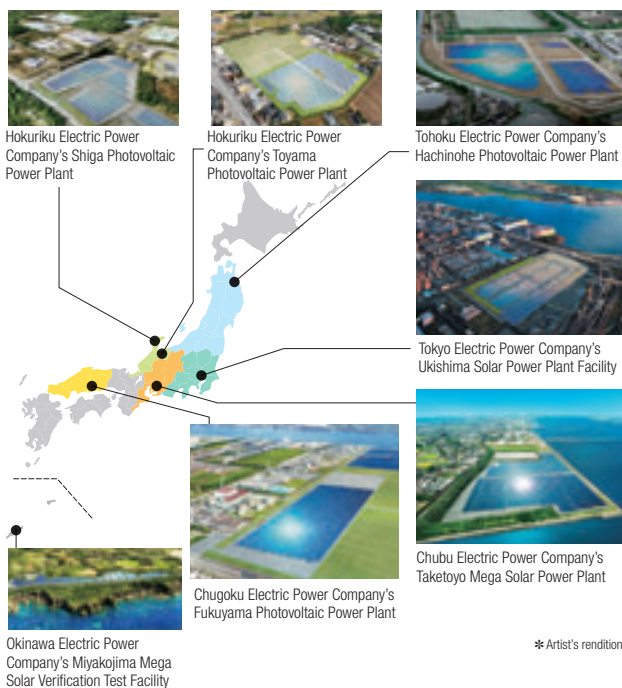 Hokuriku Electric Power
Company's Shiga Photovoltaic
Power Plant
Hokuriku Electric Power
Company's Toyama
Photovoltaic Power Plant
Tohoku Electric Power Company's
Hachinohe Photovoltaic Power Plant
Tokyo Electric Power Company's
Ukishima Solar Power Plant Facility
Chubu Electric Power Company's
Taketoyo Mega Solar Power Plant
Chugoku Electric Power Company's
Fukuyama Photovoltaic Power Plant
Okinawa Electric Power
Company's Miyakojima Mega
Solar Verification Test Facility
✻ Artist's rendition